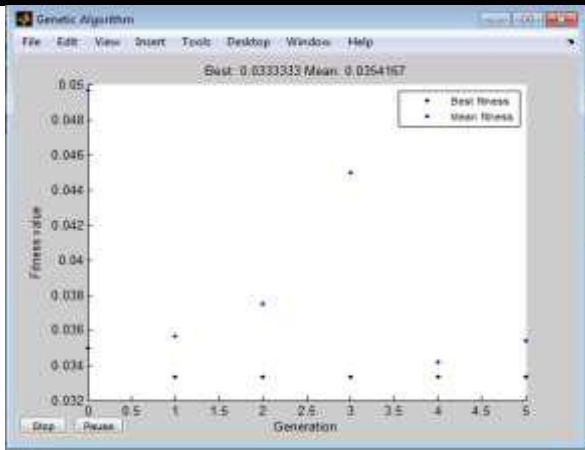 Genetic Algorithm
File Edit View Insert Tools Desktop Window Help
Best: 0.0333333 Mean: 0.0354167
Best fitness
Mean fitness
0.05
0.048
0.046
0.044
0.042
0.04
0.038
0.036
0.034
0.032
Fitness value
0 0.5 1 1.5 2 2.5 3 3.5 4 4.5 5
Generation
Stop Pause